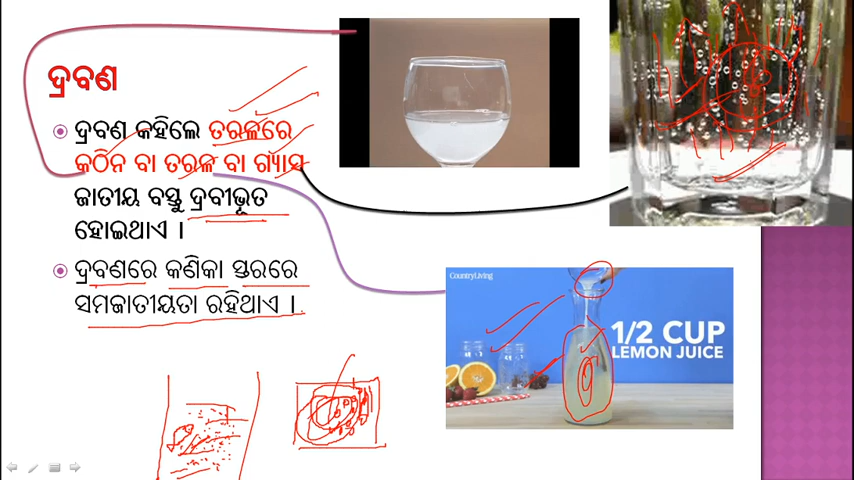 ଦ୍ରବଣ
ଦ୍ରବଣ କହିଲେ ତରଳରେ
କଠିନ ବା ତରଳ ବା ଗ୍ୟାସ
ଜାତୀୟ ବସ୍ତୁ ଦ୍ରବୀଭୂତ
ହୋଇଥାଏ ।
ଦ୍ରବଣରେ କଣିକା ସ୍ତରରେ
ସମଜାତୀୟତା ରହିଥାଏ ।
CountryLiving
1/2 CUP
LEMON JUICE